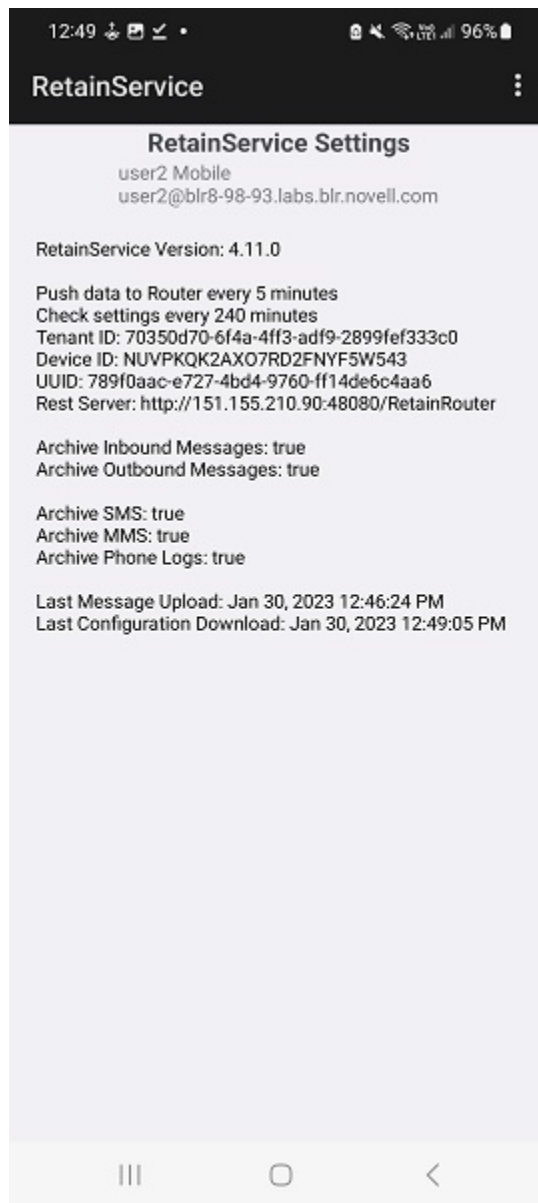 12:49
96%
RetainService
RetainService Settings
user2 Mobile
user2@blr8-98-93.labs.blr.novell.com
RetainService Version: 4.11.0
Push data to Router every 5 minutes
Check settings every 240 minutes
Tenant ID: 70350d70-6f4a-4ff3-adf9-2899fef333c0
Device ID: NUVPKQK2AXO7RD2FNYF5W543
UUID: 789f0aac-e727-4bd4-9760-ff14de6c4aa6
Rest Server: http://151.155.210.90:48080/RetainRouter
Archive Inbound Messages: true
Archive Outbound Messages: true
Archive SMS: true
Archive MMS: true
Archive Phone Logs: true
Last Message Upload: Jan 30, 2023 12:46:24 PM
Last Configuration Download: Jan 30, 2023 12:49:05 PM